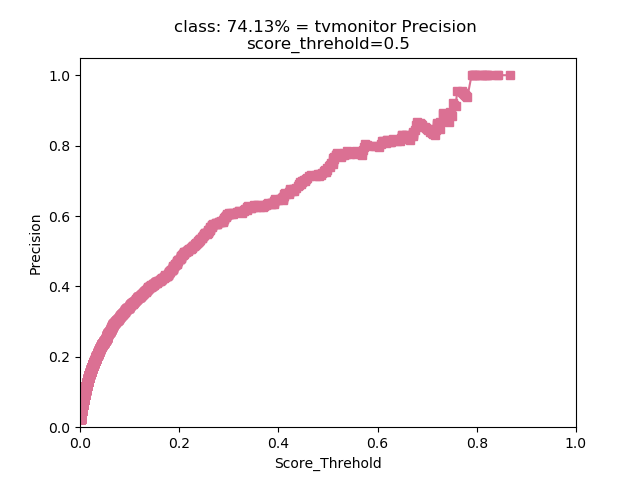 class: 74.13% = tvmonitor Precision
score_threhold=0.5
1.0
0.8
0.6
0.4
0.2
0.0
Precision
0.0 0.2 0.4 0.6 0.8 1.0
Score_Threhold